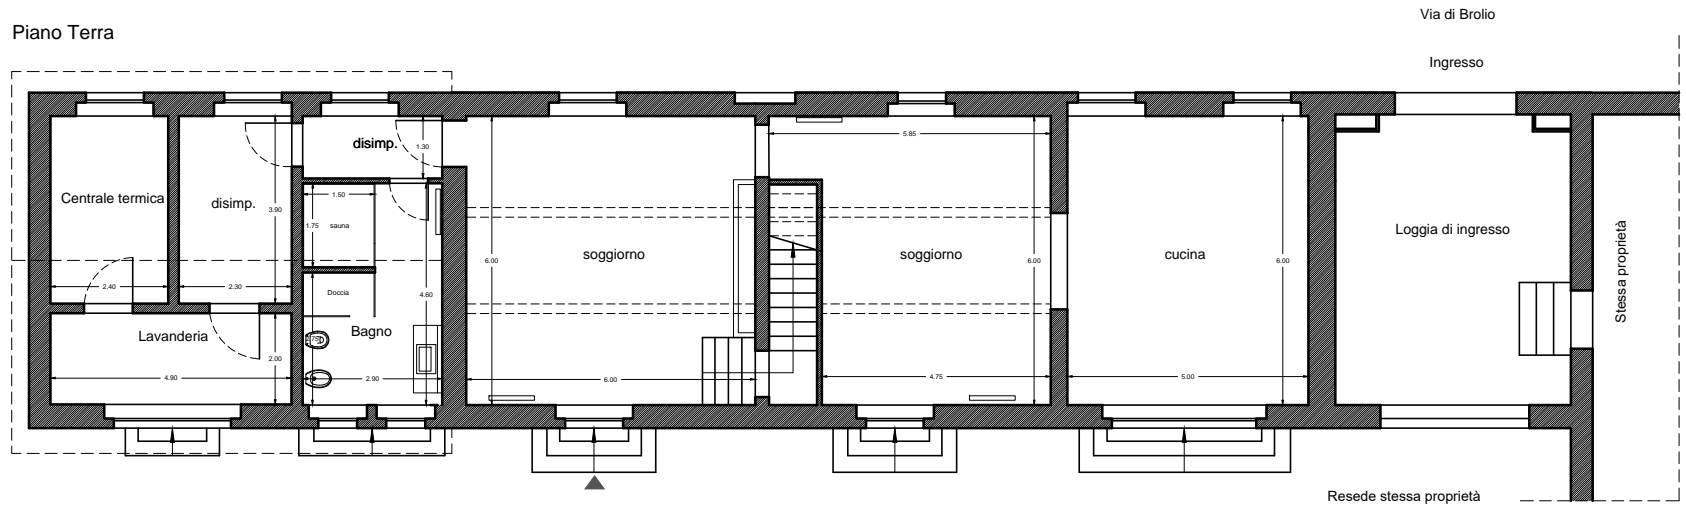 Via di Brolio
Piano Terra
Ingresso
5.85
disimp.
1.30
Centrale termica
disimp.
3.90
1.50
1.75
sauna
Loggia di ingresso
soggiorno
6.00
soggiorno
6.00
cucina
6.00
Stessa proprietà
2.40
2.30
Doccia
4.60
Lavanderia
Bagno
2.75
2.00
4.90
2.90
6.00
4.75
5.00
Resede stessa proprietà